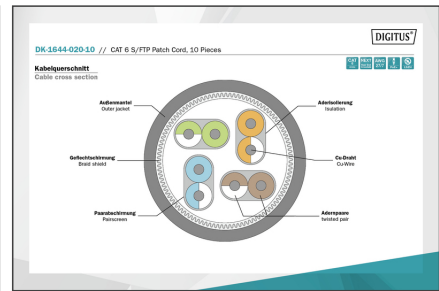 DIGITUS®
DK-1644-020-10 // CAT 6 S/FTP Patch Cord, 10 Pieces
Kabelquerschnitt
Cable cross section
Außenmantel
Outer jacket
Aderisolierung
Insulation
Geflechtschirmung
Braid shield
Cu-Draht
Cu-Wire
Paarabschirmung
Pairscreen
Adernpaare
twisted pair